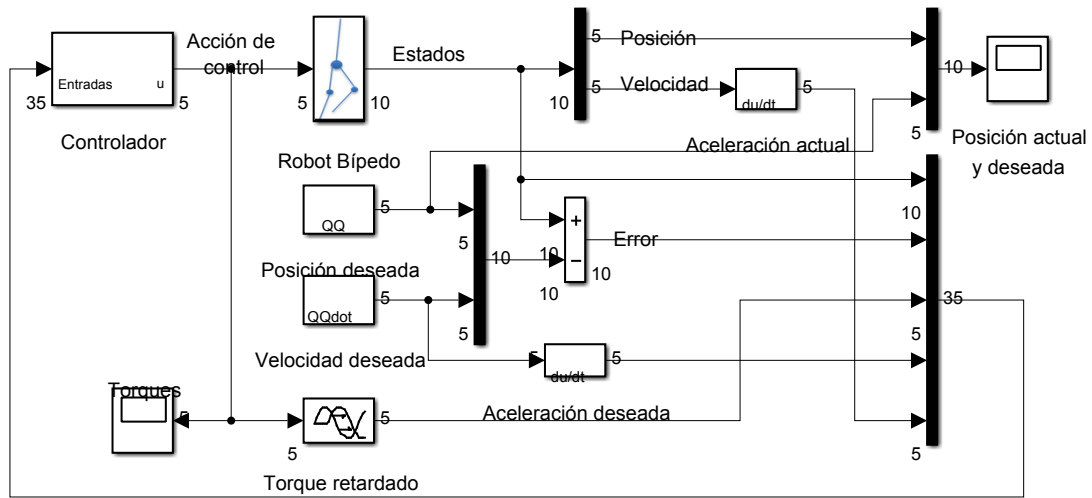 Acción de
control
Entradas
u
35
5
Controlador
5
10
Robot Bípedo
Estados
5
Posición
5
Velocidad
10
du/dt
5
Aceleración actual
10
5
Posición actual
y deseada
QQ
5
Posición deseada
5
10
5
+
−
10
10
10
Error
QQdot
5
Velocidad deseada
5
du/dt
5
10
5
5
5
35
Torques
5
5
5
Aceleración deseada
Torque retardado